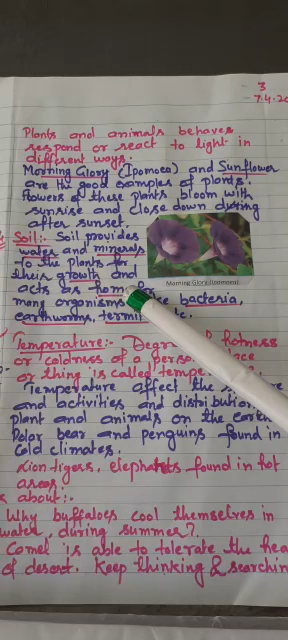 3
7.4.20
Plants and animals behaves
respond or react to light in
different ways.
Morning Glory (Ipomoea) and Sunflower
are the good examples of plants.
flowers of these plants bloom with
sunrise and close down during
after sunset.
Soil:- Soil provides
water and minerals
to the plants for
their growth and
acts as home
many organisms bacteria,
earthworms,
Morning Glory (Ipomoea)
Temperature:- Degree hotness
or coldness of a person place
or thing is called
Temperature affect the
and activities and distribution
plant and animals on the earth
Polar bear and penguins found in
cold climates.
Lion tigers, elephants found in hot
areas
about:-
Why buffaloes cool themselves in
water, during summer?
Camel is able to tolerate the
of desert. Keep thinking &